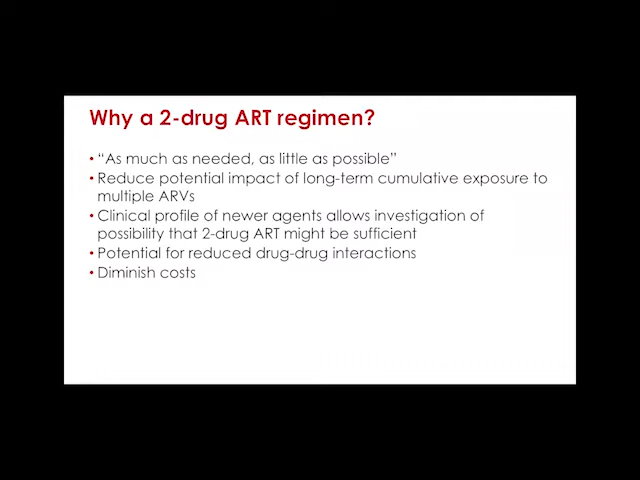 Why a 2-drug ART regimen?
• “As much as needed, as little as possible”
• Reduce potential impact of long-term cumulative exposure to
multiple ARVs
• Clinical profile of newer agents allows investigation of
possibility that 2-drug ART might be sufficient
• Potential for reduced drug-drug interactions
• Diminish costs